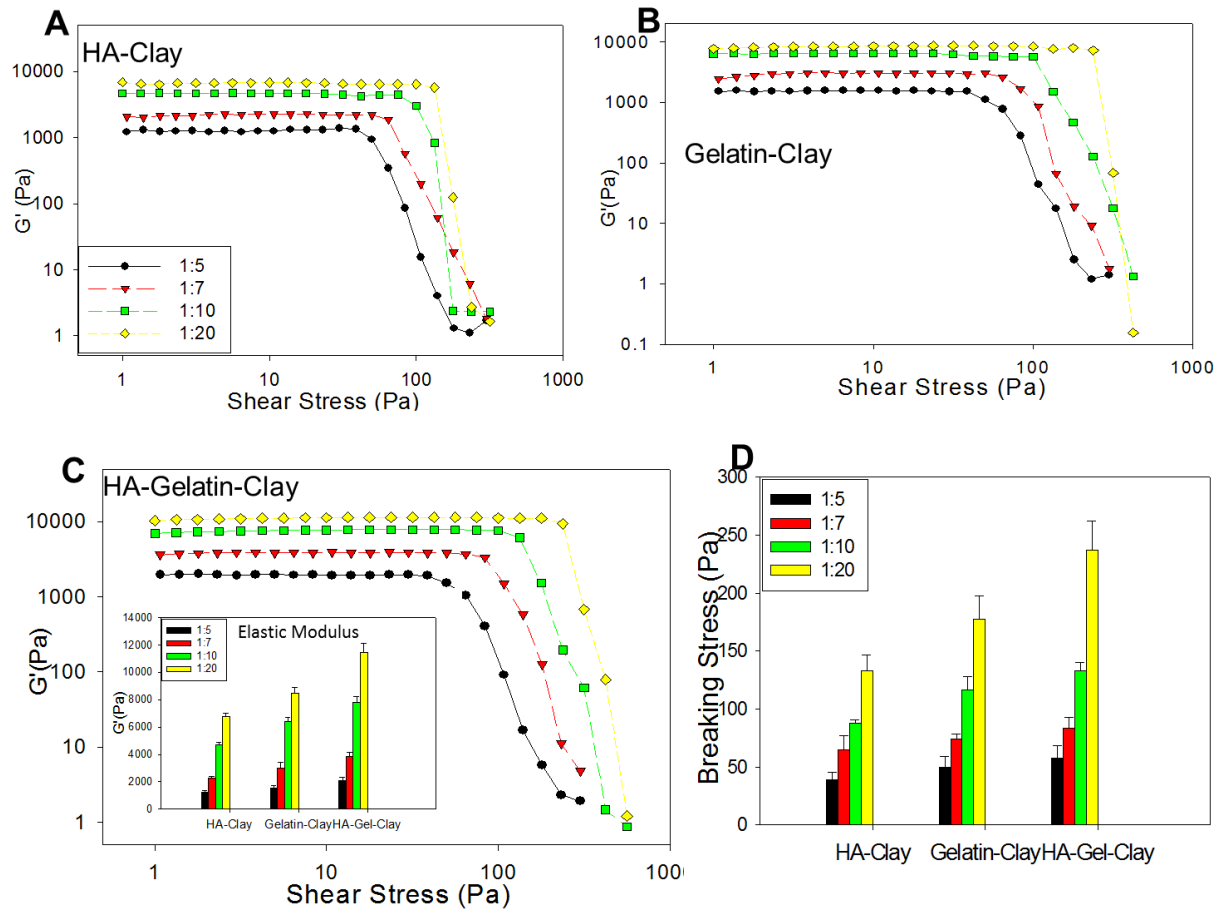 A
HA-Clay
10000
1000
100
10
1
G'(Pa)
1:5
1:7
1:10
1:20
1 10 100 1000
Shear Stress (Pa)
B
Gelatin-Clay
10000
1000
100
10
1
0.1
G'(Pa)
1 10 100 1000
Shear Stress (Pa)
C
HA-Gelatin-Clay
10000
1000
100
10
1
G'(Pa)
14000
12000
10000
8000
6000
4000
2000
0
G'(Pa)
1:5
1:7
1:10
1:20
Elastic Modulus
HA-Clay Gelatin-Clay HA-Gel-Clay
1 10 100 100
Shear Stress (Pa)
D
300
250
200
150
100
50
0
Breaking Stress (Pa)
1:5
1:7
1:10
1:20
HA-Clay Gelatin-Clay HA-Gel-Clay